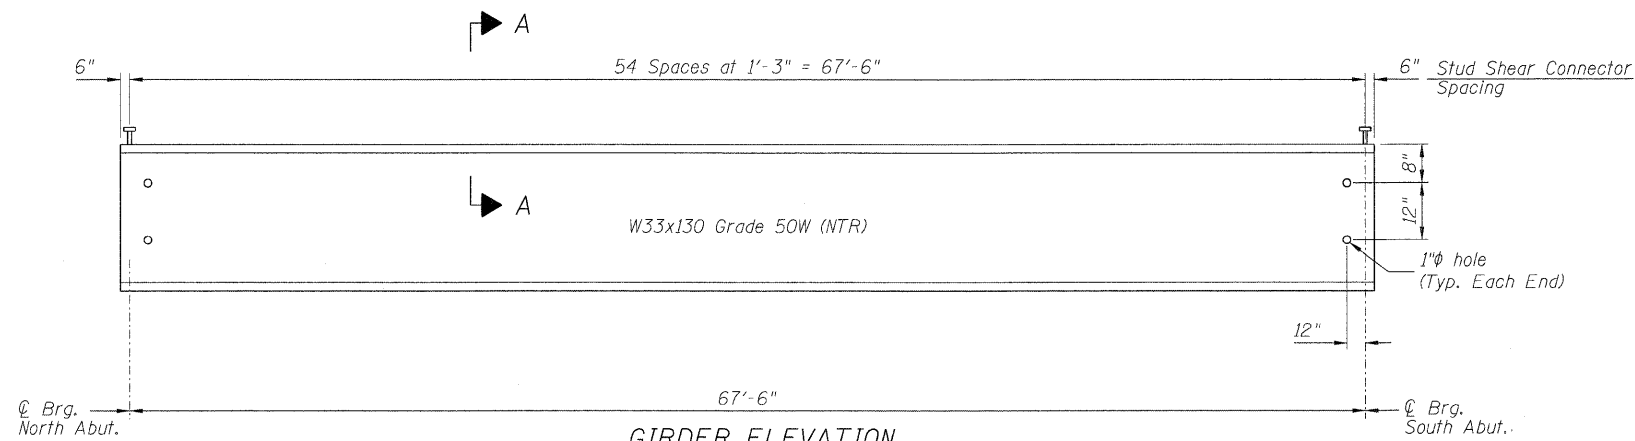 A
6"
54 Spaces at 1'-3" = 67'-6"
6"
Stud Shear Connector
Spacing
8"
A
12"
W33x130 Grade 50W (NTR)
1"ϕ hole
(Typ. Each End)
12"
67'-6"
℄ Brg.
North Abut.
℄ Brg.
South Abut.
GIRDER ELEVATION